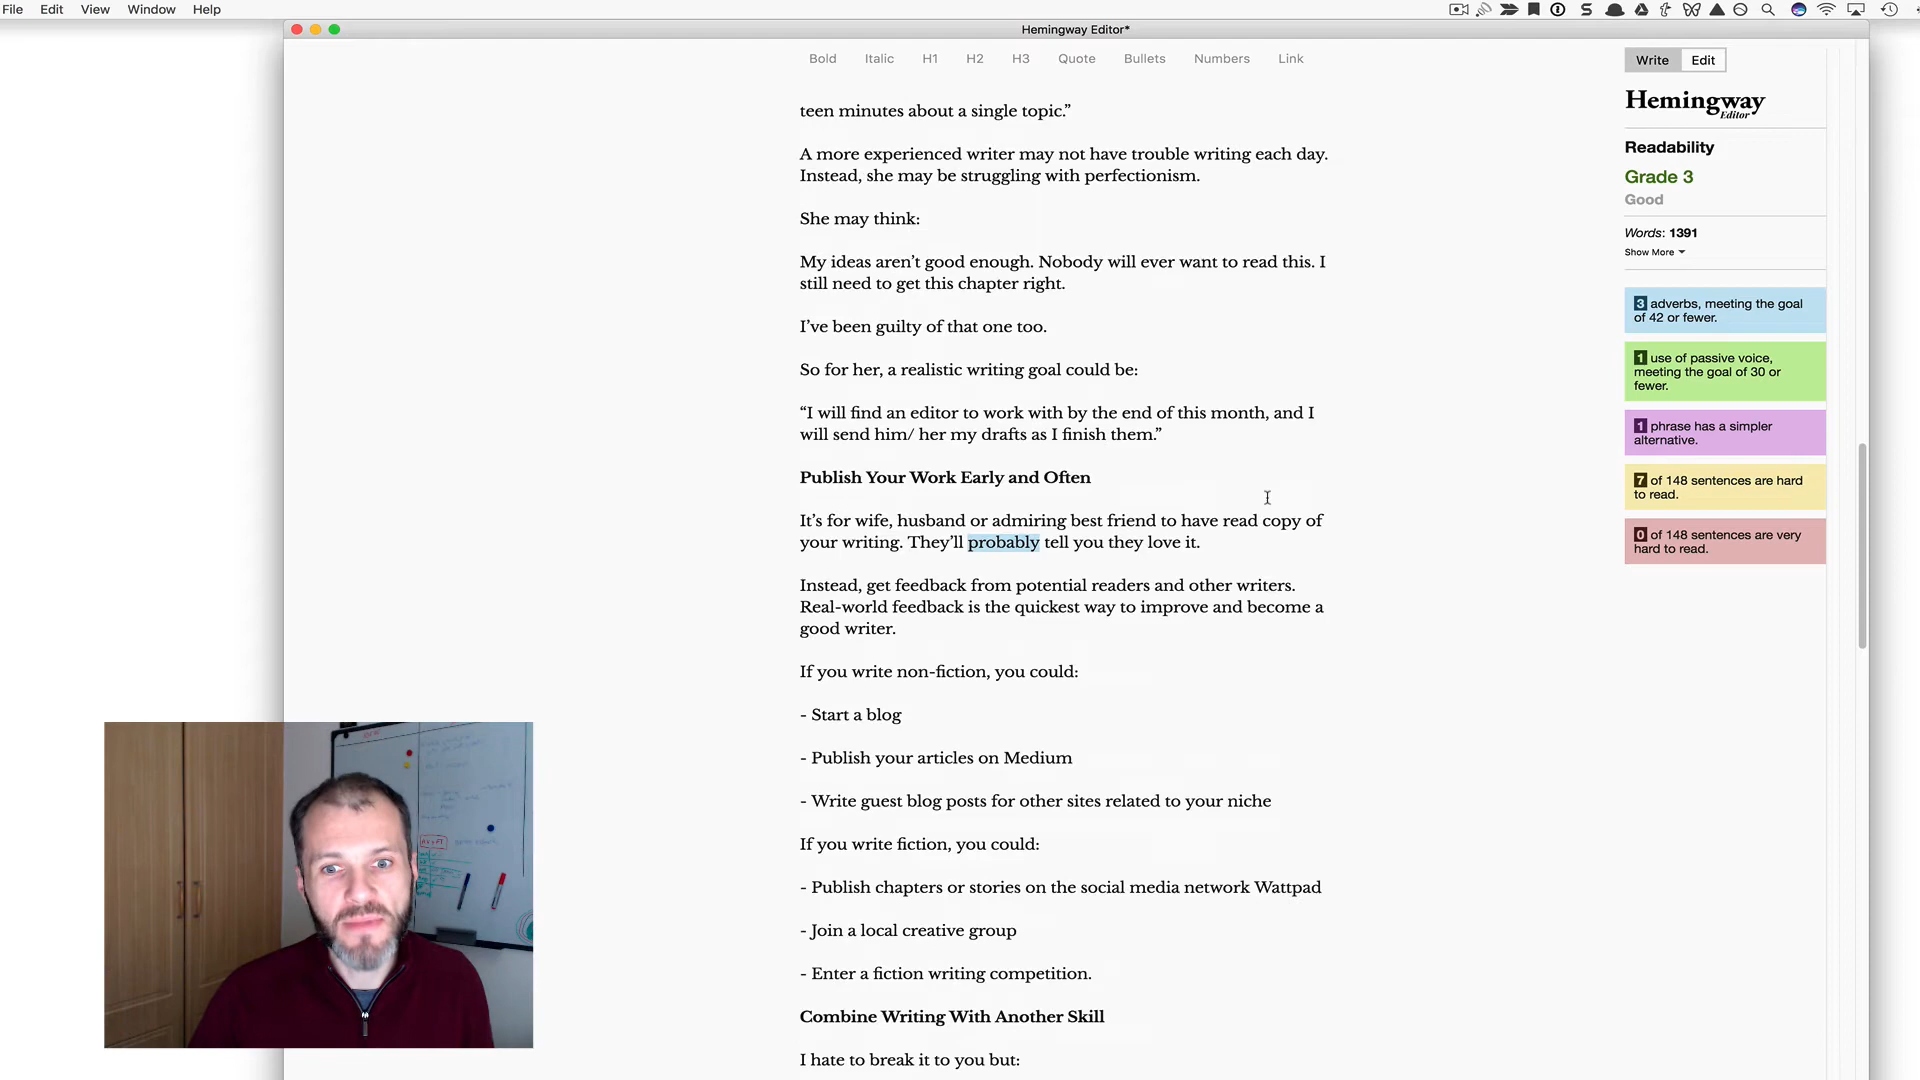 File Edit View Window Help
Hemingway Editor*
Bold Italic H1 H2 H3 Quote Bullets Numbers Link
Write Edit
teen minutes about a single topic.”
A more experienced writer may not have trouble writing each day.
Instead, she may be struggling with perfectionism.
She may think:
My ideas aren’t good enough. Nobody will ever want to read this. I
still need to get this chapter right.
I’ve been guilty of that one too.
So for her, a realistic writing goal could be:
“I will find an editor to work with by the end of this month, and I
will send him/ her my drafts as I finish them.”
Publish Your Work Early and Often
It’s for wife, husband or admiring best friend to have read copy of
your writing. They’ll probably tell you they love it.
Instead, get feedback from potential readers and other writers.
Real-world feedback is the quickest way to improve and become a
good writer.
If you write non-fiction, you could:
- Start a blog
- Publish your articles on Medium
- Write guest blog posts for other sites related to your niche
If you write fiction, you could:
- Publish chapters or stories on the social media network Wattpad
- Join a local creative group
- Enter a fiction writing competition.
Combine Writing With Another Skill
I hate to break it to you but:
Hemingway
Editor
Readability
Grade 3
Good
Words: 1391
Show More
3 adverbs, meeting the goal
of 42 or fewer.
1 use of passive voice,
meeting the goal of 30 or
fewer.
1 phrase has a simpler
alternative.
7 of 148 sentences are hard
to read.
0 of 148 sentences are very
hard to read.